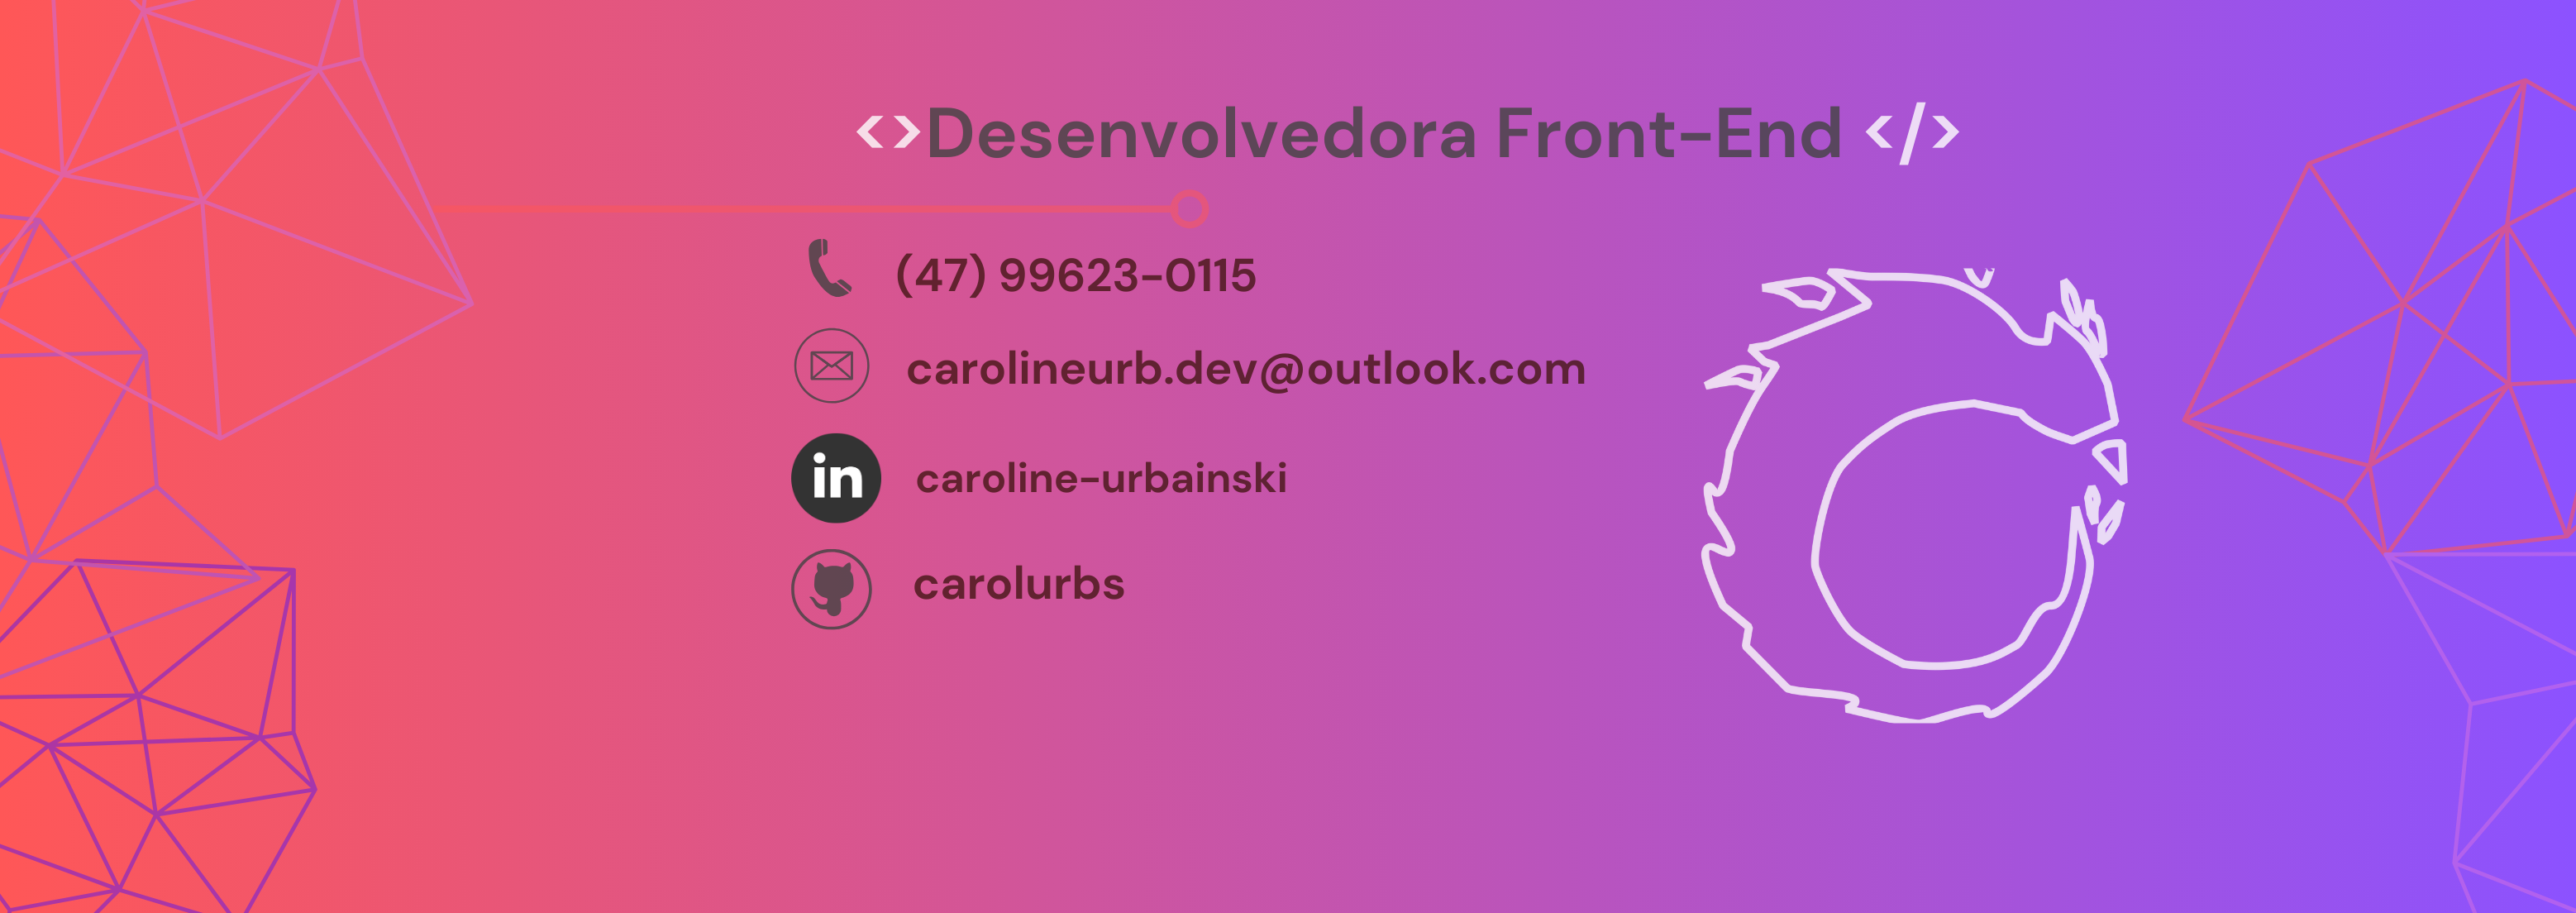 <>Desenvolvedora Front-End </>
(47) 99623-0115
carolineurb.dev@outlook.com
in caroline-urbainski
carolurbs